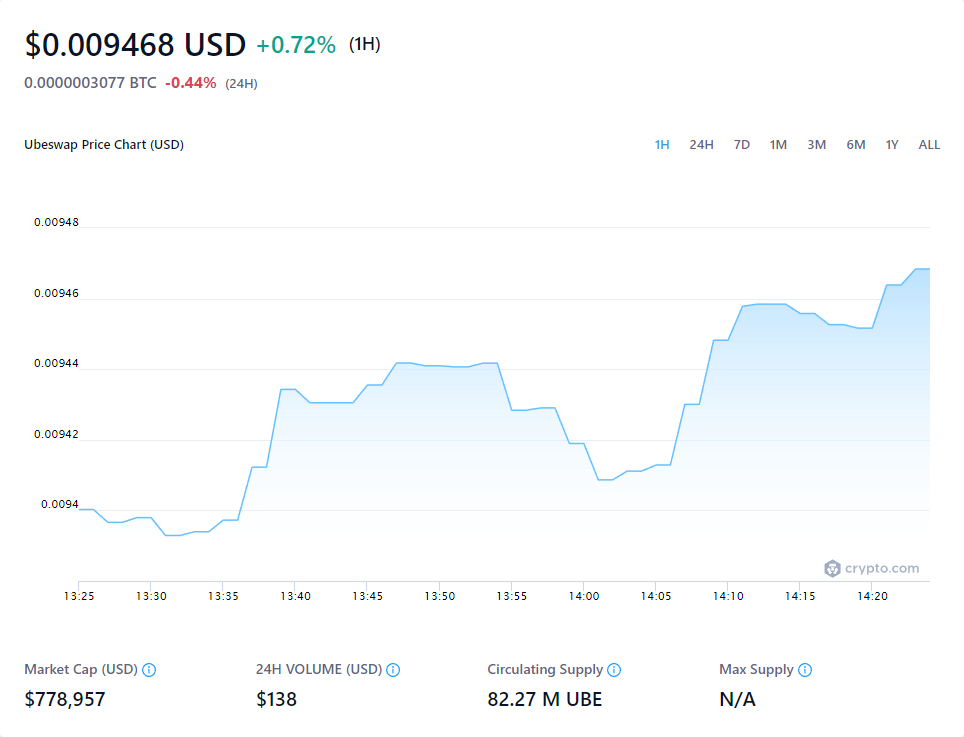 $0.009468 USD +0.72% (1H)
0.0000003077 BTC -0.44% (24H)
Ubeswap Price Chart (USD) 1H 24H 7D 1M 3M 6M 1Y ALL
0.00948
0.00946
0.00944
0.00942
0.0094
crypto.com
13:25 13:30 13:35 13:40 13:45 13:50 13:55 14:00 14:05 14:10 14:15 14:20
Market Cap (USD) 24H VOLUME (USD) Circulating Supply Max Supply
$778,957 $138 82.27 M UBE N/A